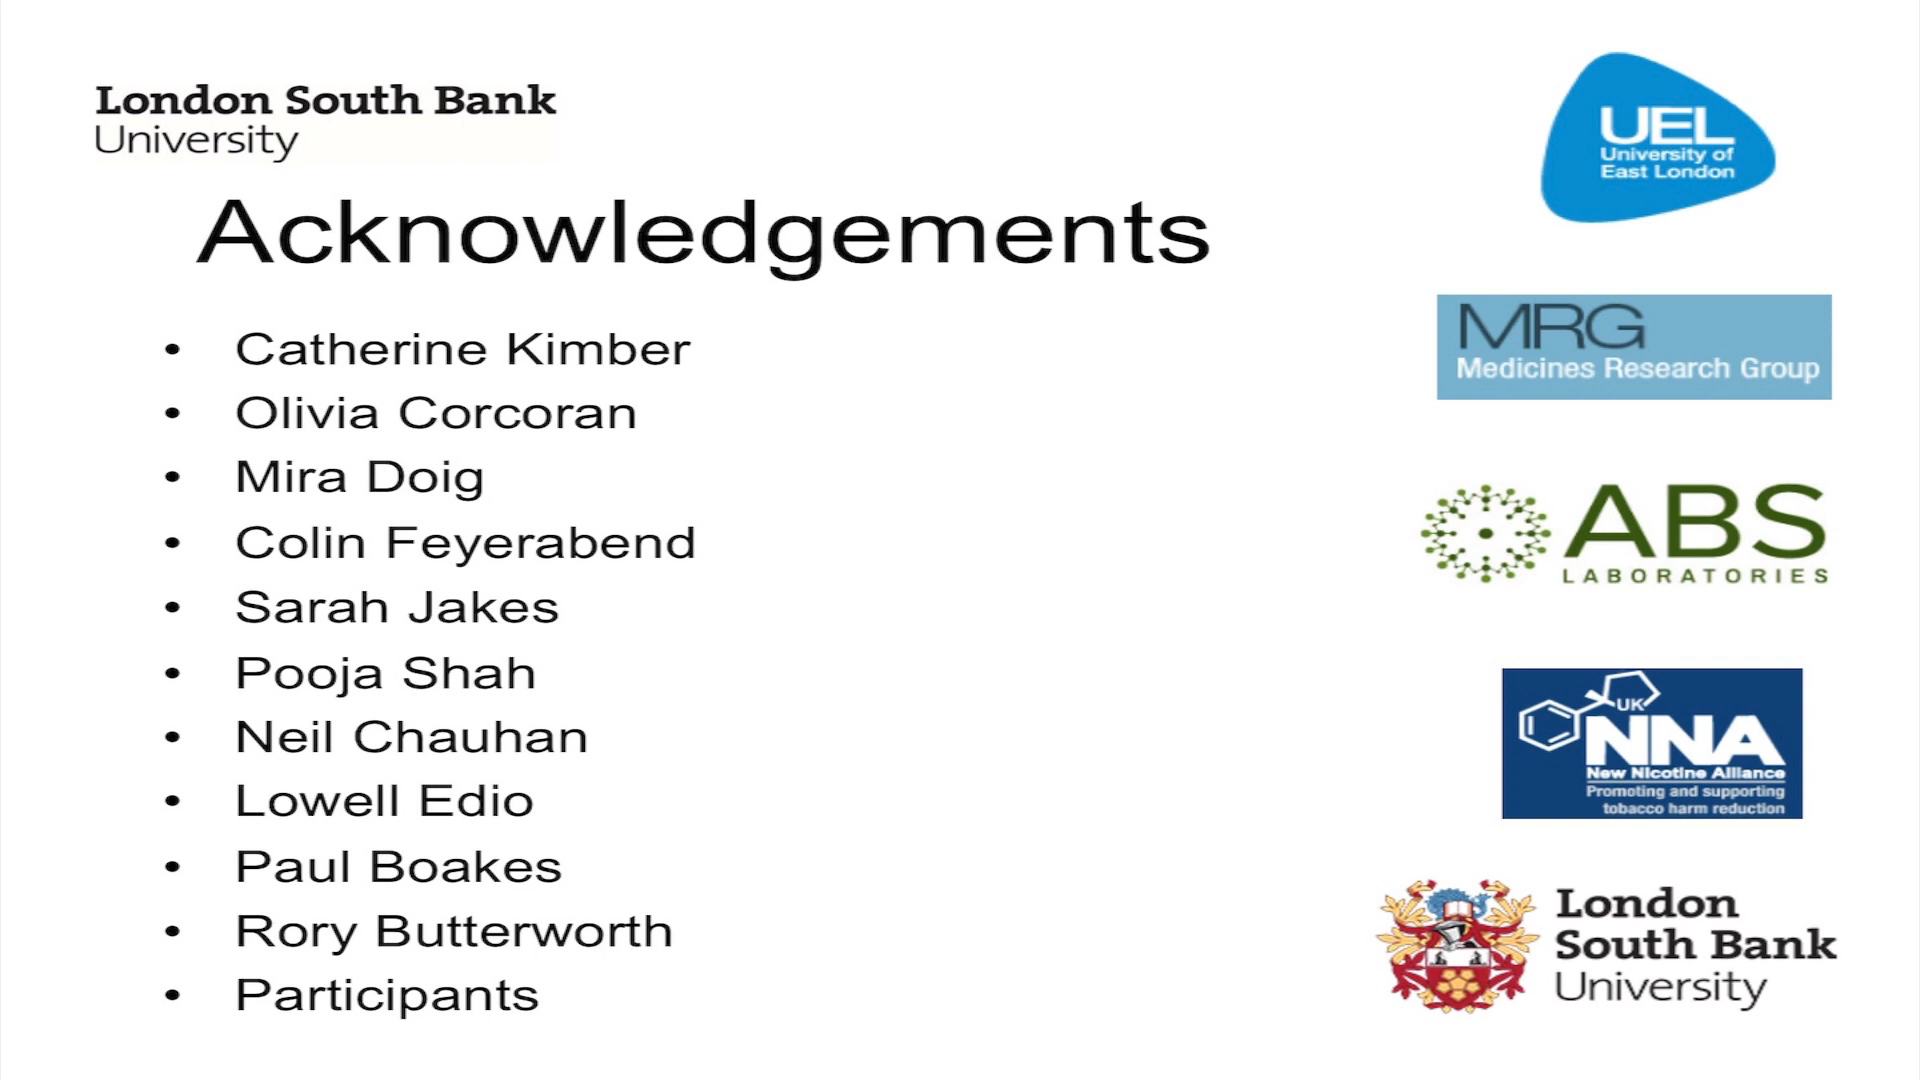 London South Bank
University
Acknowledgements
• Catherine Kimber
• Olivia Corcoran
• Mira Doig
• Colin Feyerabend
• Sarah Jakes
• Pooja Shah
• Neil Chauhan
• Lowell Edio
• Paul Boakes
• Rory Butterworth
• Participants
UEL
University of
East London
MRG
Medicines Research Group
ABS
LABORATORIES
UK
NNA
New Nicotine Alliance
Promoting and supporting
tobacco harm reduction
London
South Bank
University